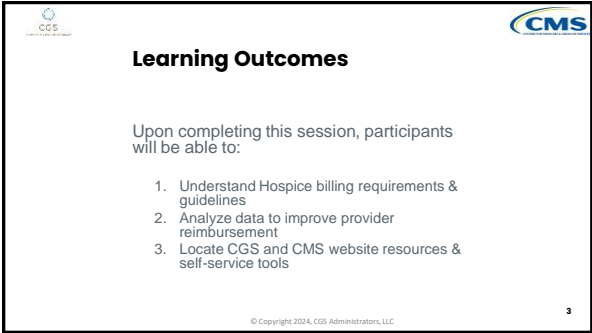 CGS
CMS
Learning Outcomes
Upon completing this session, participants
will be able to:
1. Understand Hospice billing requirements &
guidelines
2. Analyze data to improve provider
reimbursement
3. Locate CGS and CMS website resources &
self-service tools
3
© Copyright 2024, CGS Administrators, LLC